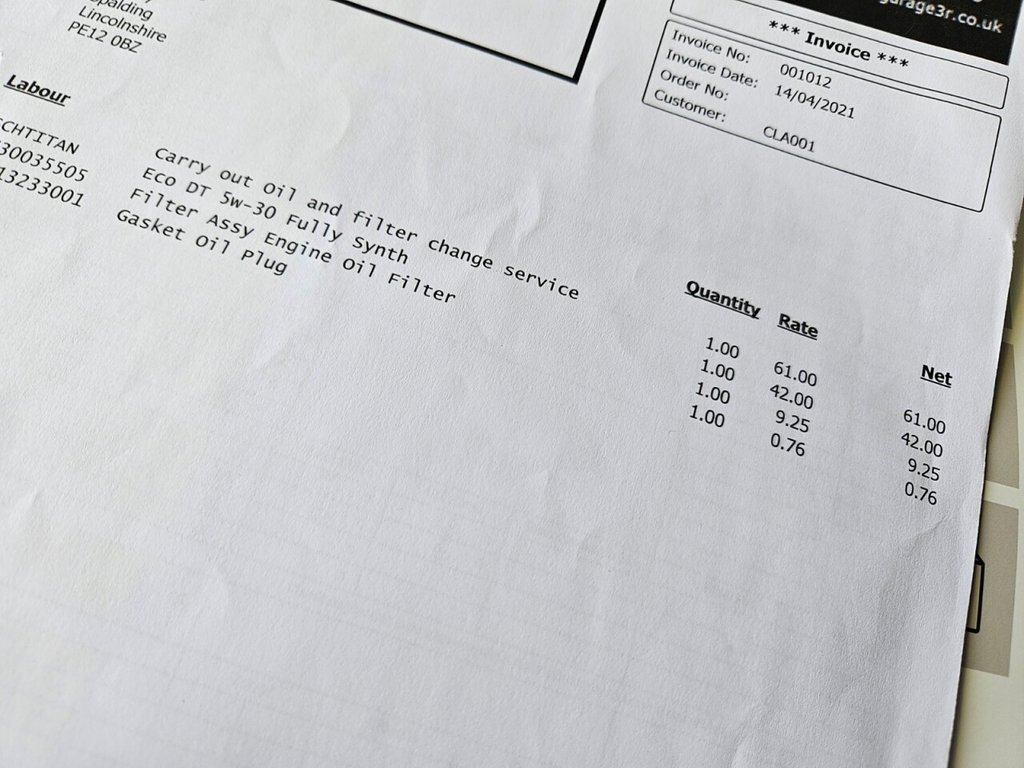 garage3r.co.uk
*** Invoice ***
Invoice No: 001012
Invoice Date: 14/04/2021
Order No:
Customer: CLA001
Spalding
Lincolnshire
PE12 0BZ
Labour
Quantity Rate Net
Carry out Oil and filter change service 1.00 61.00 61.00
CHTITAN Eco DT 5w-30 Fully Synth 1.00 42.00 42.00
30035505 Filter Assy Engine Oil Filter 1.00 9.25 9.25
13233001 Gasket Oil Plug 1.00 0.76 0.76